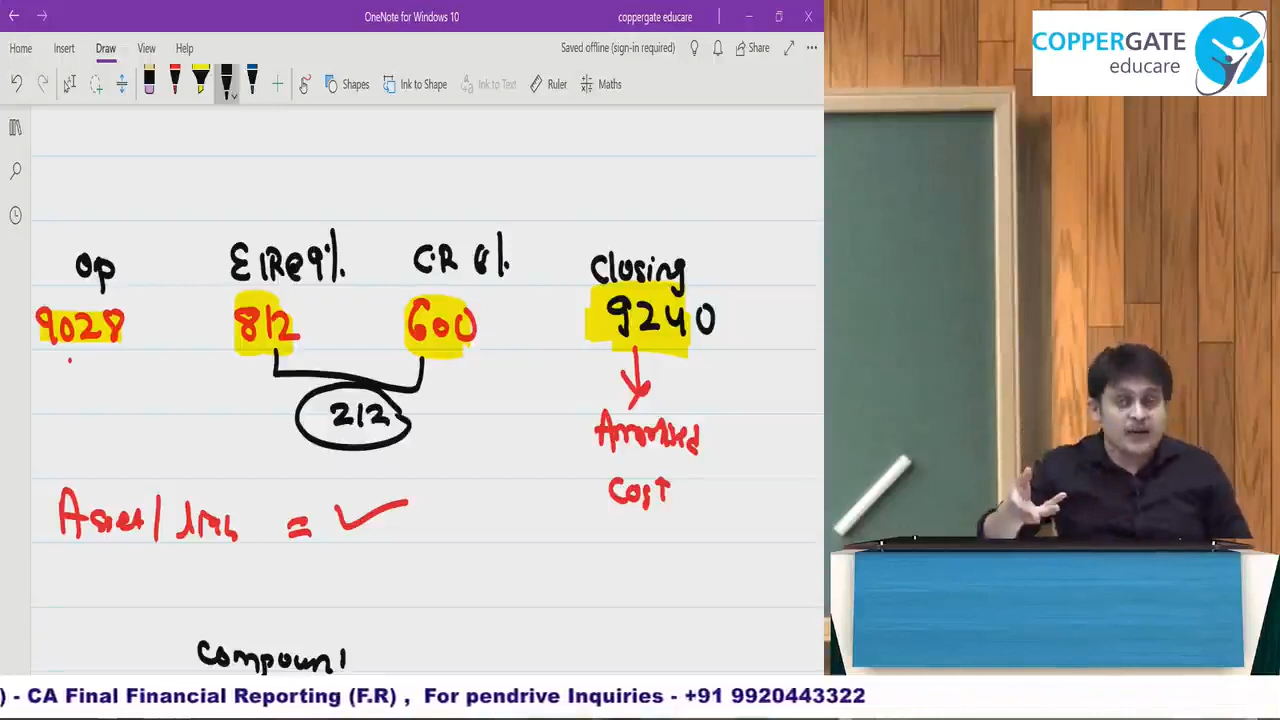 OneNote for Windows 10
coppergate educare
Home Insert Draw View Help
Saved offline (sign-in required)
Share
Shapes
Ink to Shape
Ink to Text
Ruler
Maths
COPPERGATE
educare
Op EIR@9% CR 6% Closing
9028 812 600 9240
212
Amortised
Cost
Asset/ liab =
Compoun
) - CA Final Financial Reporting (F.R) , For pendrive Inquiries - +91 9920443322